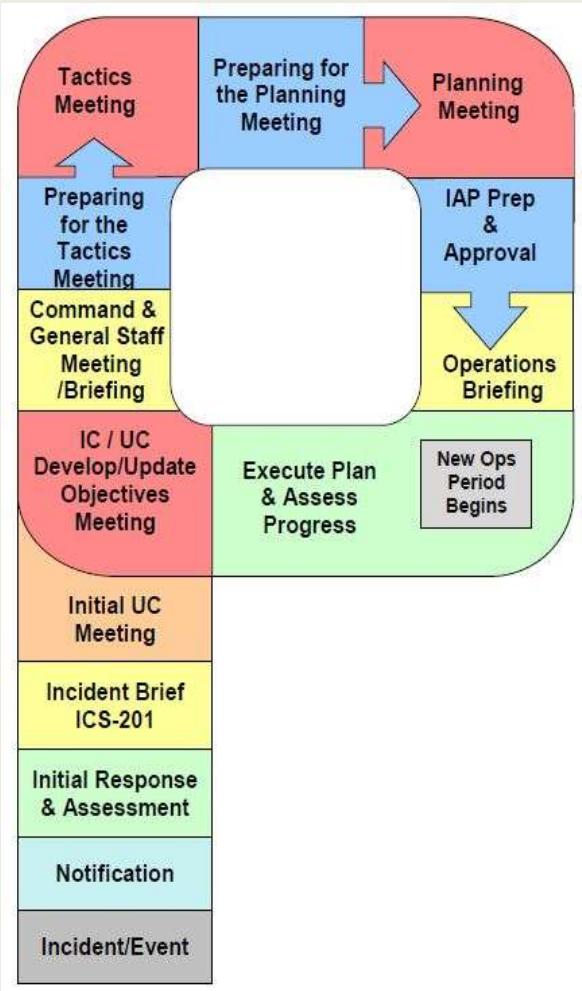 Tactics
Meeting
Preparing for
the Planning
Meeting
Planning
Meeting
Preparing
for the
Tactics
Meeting
IAP Prep
&
Approval
Command &
General Staff
Meeting
/Briefing
Operations
Briefing
IC / UC
Develop/Update
Objectives
Meeting
Execute Plan
& Assess
Progress
New Ops
Period
Begins
Initial UC
Meeting
Incident Brief
ICS-201
Initial Response
& Assessment
Notification
Incident/Event